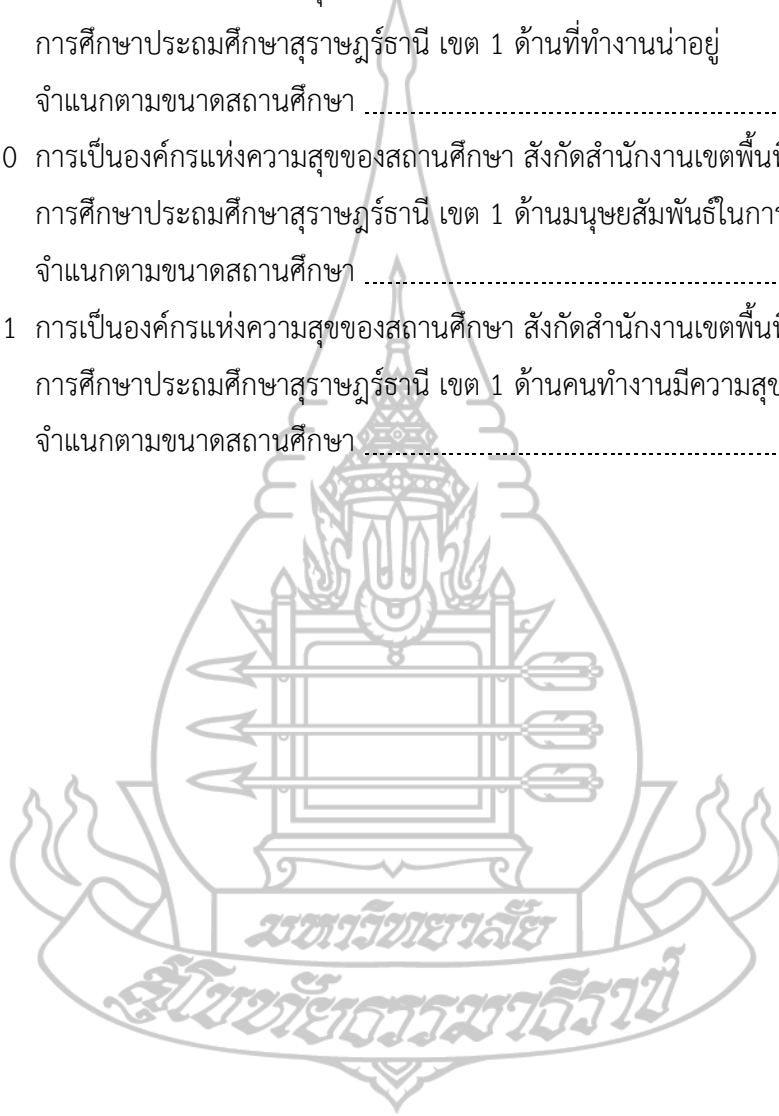 การศึกษาประถมศึกษาสุราษฎร์ธานี เขต 1 ด้านที่ทำงานน่าอยู่
จำแนกตามขนาดสถานศึกษา
0 การเป็นองค์กรแห่งความสุขของสถานศึกษา สังกัดสำนักงานเขตพื้นที่
การศึกษาประถมศึกษาสุราษฎร์ธานี เขต 1 ด้านมนุษยสัมพันธ์ในการ
จำแนกตามขนาดสถานศึกษา
1 การเป็นองค์กรแห่งความสุขของสถานศึกษา สังกัดสำนักงานเขตพื้นที่
การศึกษาประถมศึกษาสุราษฎร์ธานี เขต 1 ด้านคนทำงานมีความสุข
จำแนกตามขนาดสถานศึกษา
มหาวิทยาลัย
สุโขทัยธรรมาธิราช